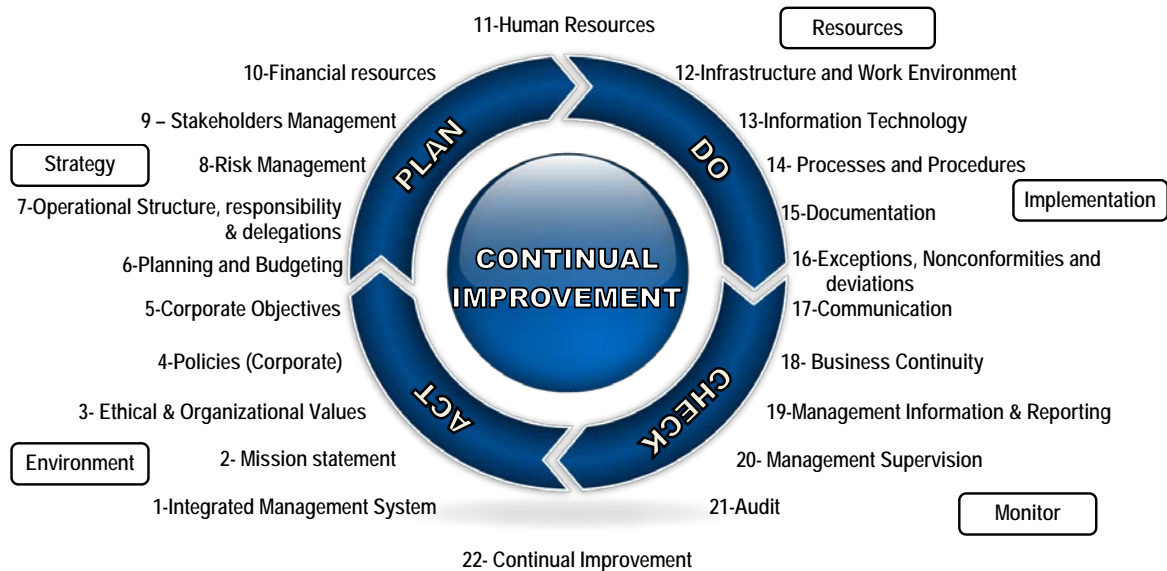 11-Human Resources
Resources
10-Financial resources
12-Infrastructure and Work Environment
9 – Stakeholders Management
13-Information Technology
PLAN
DO
Strategy
8-Risk Management
14- Processes and Procedures
Implementation
7-Operational Structure, responsibility
& delegations
15-Documentation
6-Planning and Budgeting
CONTINUAL
IMPROVEMENT
16-Exceptions, Nonconformities and
deviations
5-Corporate Objectives
17-Communication
4-Policies (Corporate)
18- Business Continuity
ACT
CHECK
3- Ethical & Organizational Values
19-Management Information & Reporting
Environment
2- Mission statement
20- Management Supervision
1-Integrated Management System
21-Audit
Monitor
22- Continual Improvement